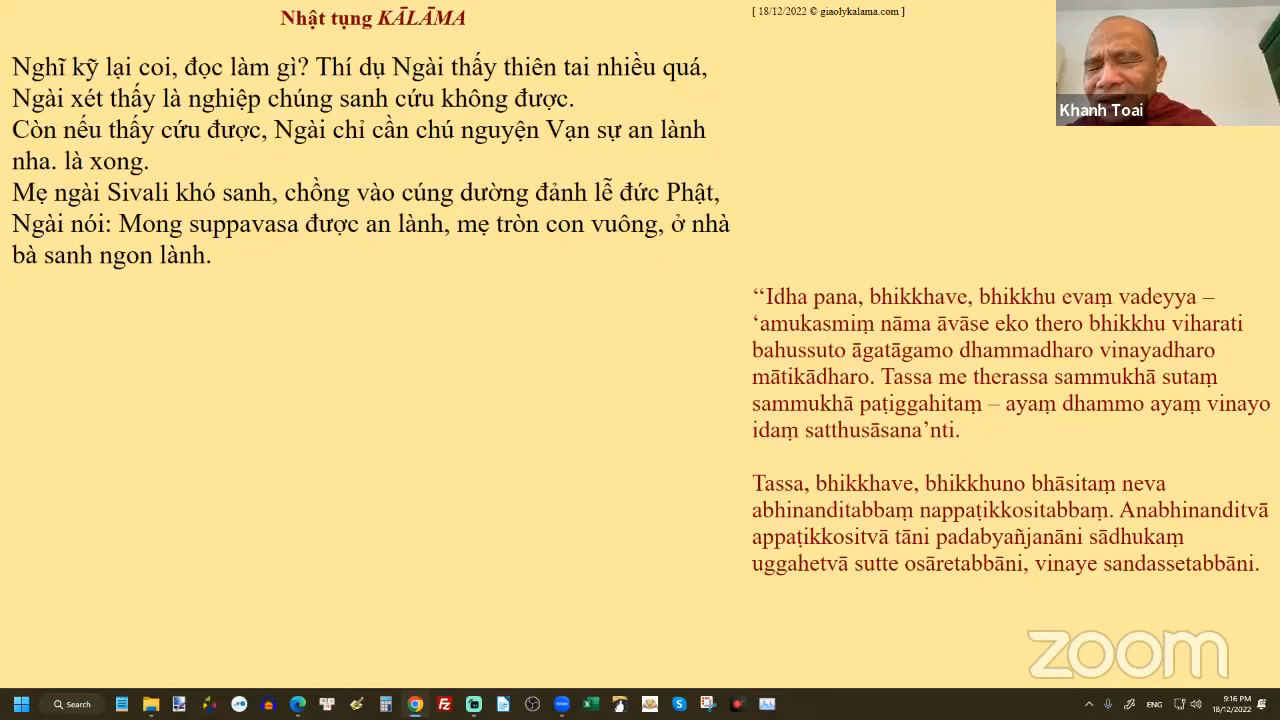 Nhật tụng KĀLĀMA
[ 18/12/2022 © giaolykalama.com ]
Khanh Toai
Nghĩ kỹ lại coi, đọc làm gì? Thí dụ Ngài thấy thiên tai nhiều quá,
Ngài xét thấy là nghiệp chúng sanh cứu không được.
Còn nếu thấy cứu được, Ngài chỉ cần chú nguyện Vạn sự an lành
nha. là xong.
Mẹ ngài Sivali khó sanh, chồng vào cúng dường đảnh lễ đức Phật,
Ngài nói: Mong suppavasa được an lành, mẹ tròn con vuông, ở nhà
bà sanh ngon lành.
‘‘Idha pana, bhikkhave, bhikkhu evaṃ vadeyya –
‘amukasmiṃ nāma āvāse eko thero bhikkhu viharati
bahussuto āgatāgamo dhammadharo vinayadharo
mātikādharo. Tassa me therassa sammukhā sutaṃ
sammukhā paṭiggahitaṃ – ayaṃ dhammo ayaṃ vinayo
idaṃ satthusāsana’nti.
Tassa, bhikkhave, bhikkhuno bhāsitaṃ neva
abhinanditabbaṃ nappaṭikkositabbaṃ. Anabhinanditvā
appaṭikkositvā tāni padabyañjanāni sādhukaṃ
uggahetvā sutte osāretabbāni, vinaye sandassetabbāni.
zoom
Search
ENG
9:16 PM
18/12/2022